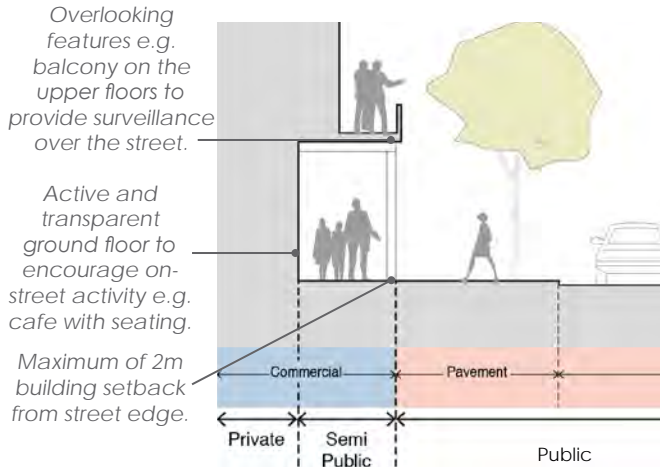 Overlooking
features e.g.
balcony on the
upper floors to
provide surveillance
over the street.
Active and
transparent
ground floor to
encourage on-
street activity e.g.
cafe with seating.
Maximum of 2m
building setback
from street edge.
Commercial
Pavement
Private
Semi
Public
Public